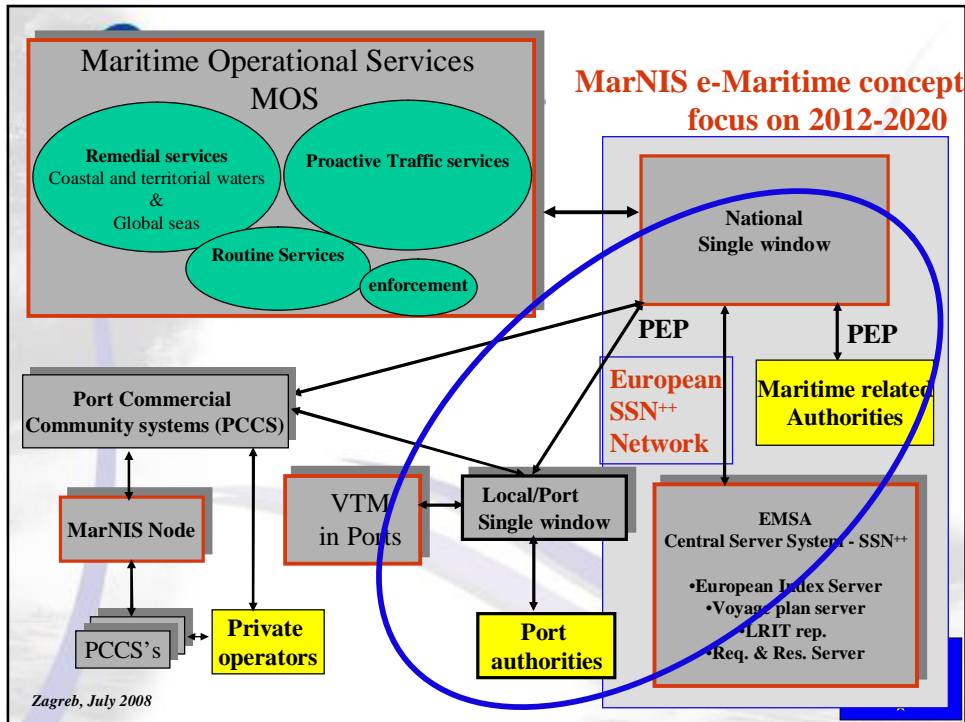 Maritime Operational Services
MOS
Remedial services
Coastal and territorial waters
&
Global seas
Proactive Traffic services
Routine Services
enforcement
MarNIS e-Maritime concept
focus on 2012-2020
National
Single window
PEP
PEP
European
SSN++
Network
Maritime related
Authorities
Port Commercial
Community systems (PCCS)
MarNIS Node
PCCS's
Private
operators
VTM
in Ports
Local/Port
Single window
Port
authorities
EMSA
Central Server System - SSN++
•European Index Server
•Voyage plan server
•LRIT rep.
•Req. & Res. Server
Zagreb, July 2008